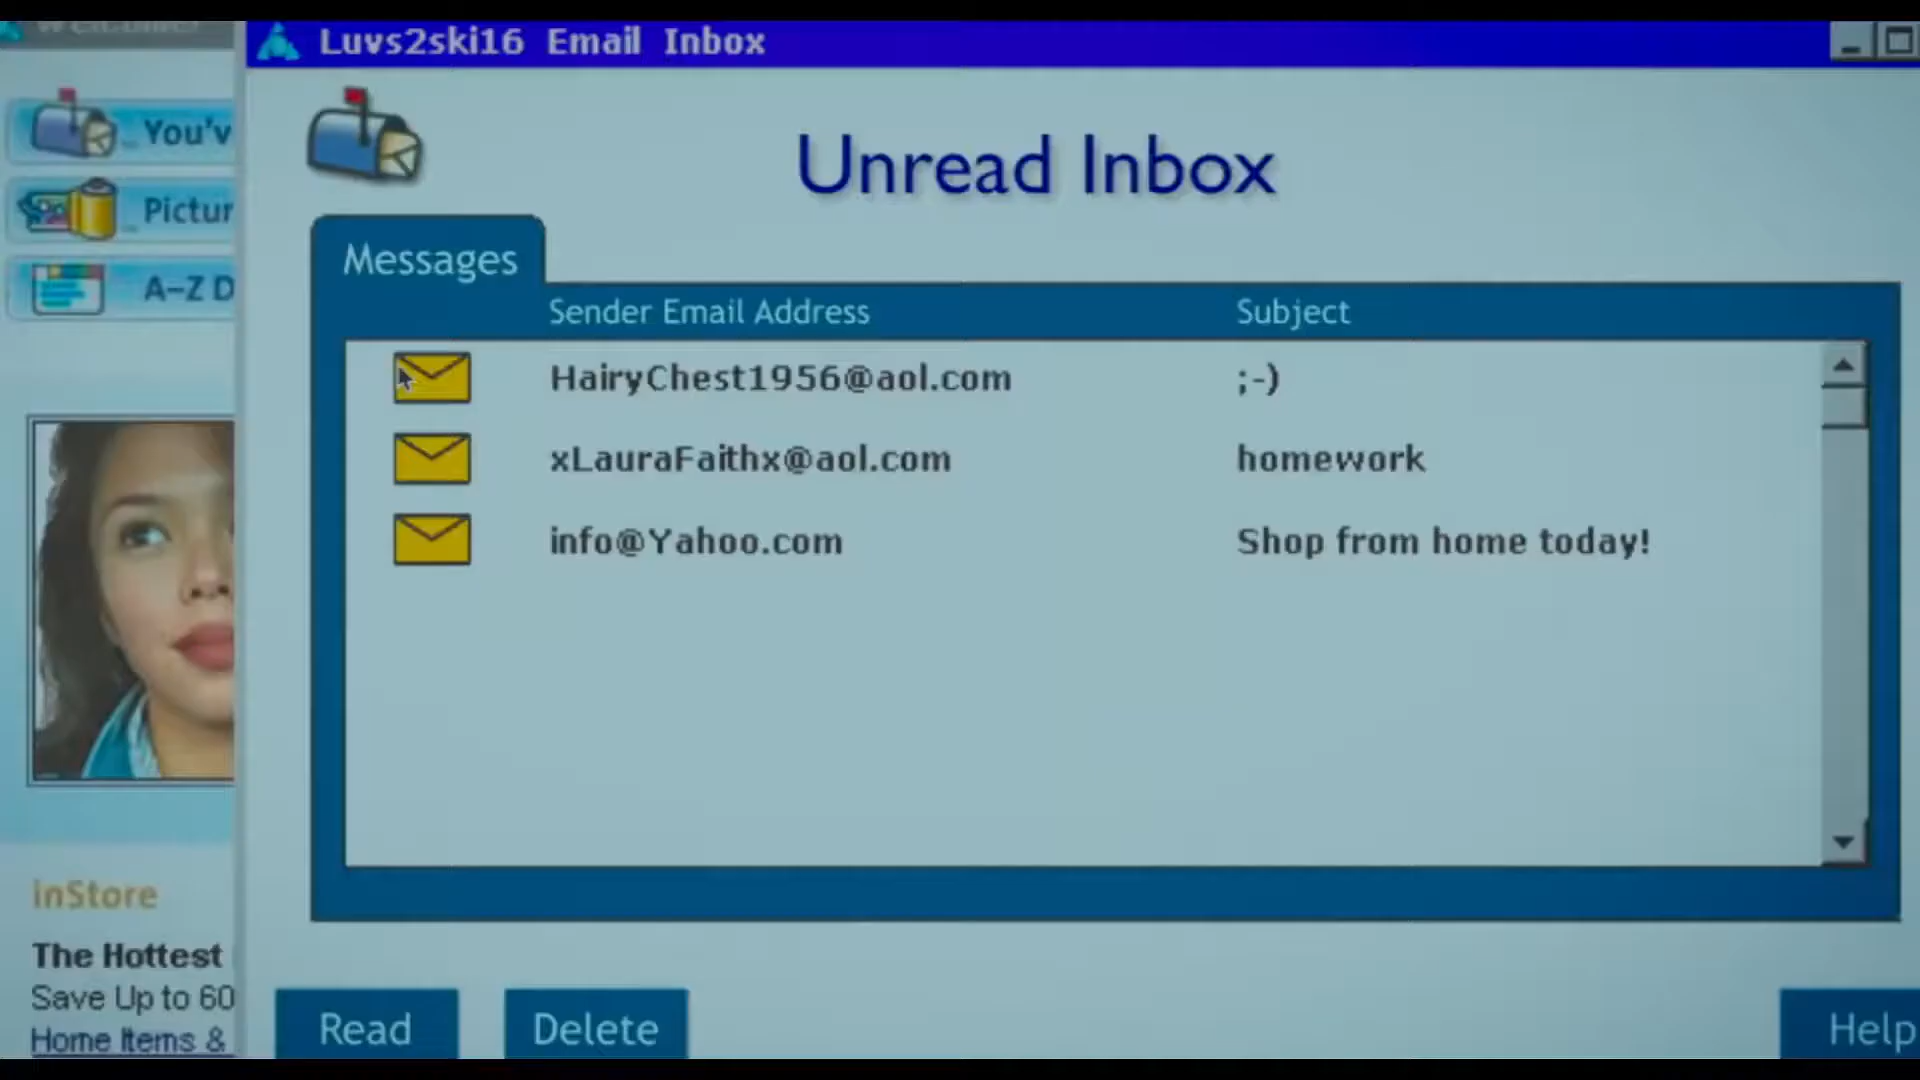 Luvs2ski16 Email Inbox
You'v
Pictur
A-Z D
Unread Inbox
Messages
Sender Email Address Subject
HairyChest1956@aol.com ;-)
xLauraFaithx@aol.com homework
info@Yahoo.com Shop from home today!
inStore
The Hottest
Save Up to 60
Home Items &
Read Delete Help